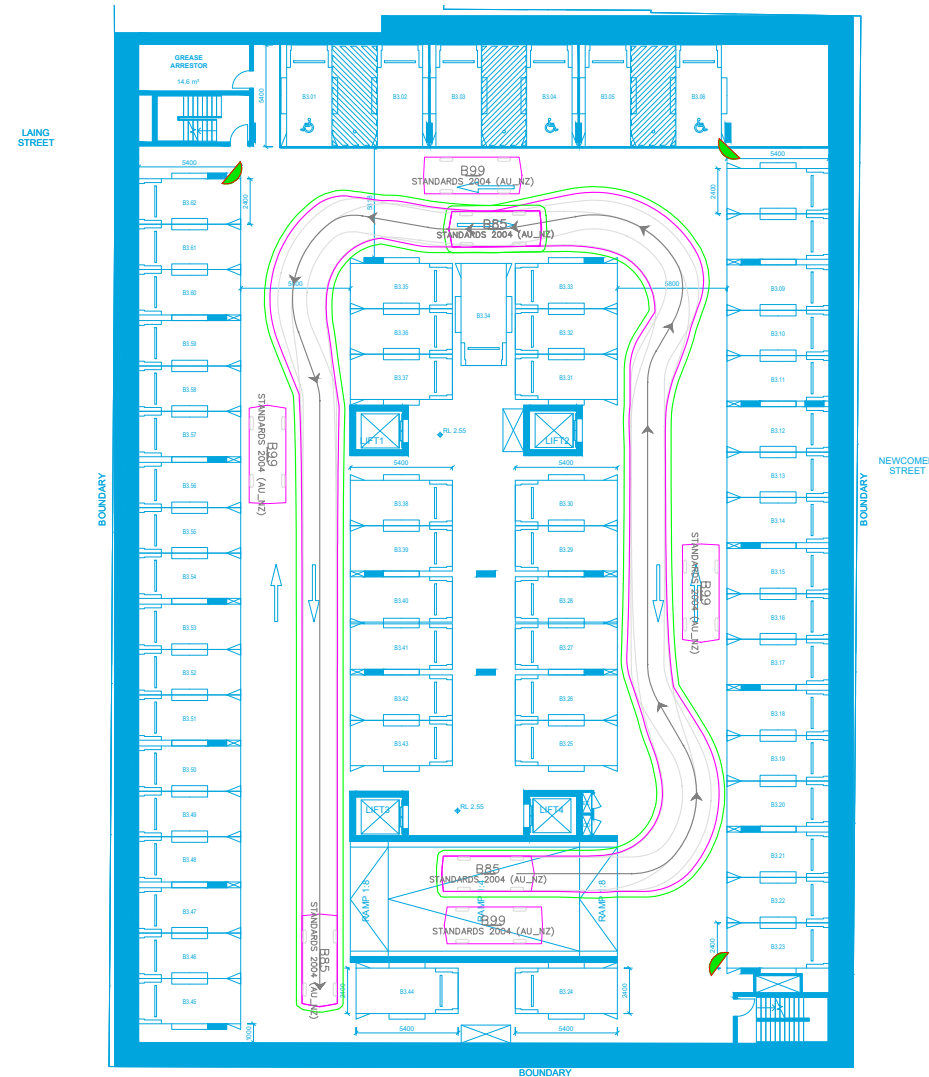 GREASE
ARRESTOR
14.6 m²
LAING
STREET
5400
B3.01
B3.02
B3.03
B3.04
B3.05
B3.06
5400
5400
2400
2400
B99
STANDARDS 2004 (AU_NZ)
B85
STANDARDS 2004 (AU_NZ)
B3.62
B3.61
B3.60
B3.59
B3.58
B3.57
B3.56
B3.55
B3.54
B3.53
B3.52
B3.51
B3.50
B3.49
B3.48
B3.47
B3.46
B3.45
1000
5800
5800
B3.35
B3.36
B3.37
B3.34
B3.33
B3.32
B3.31
LIFT1
RL 2.55
LIFT2
5400
5400
B3.38
B3.39
B3.40
B3.41
B3.42
B3.43
B3.30
B3.29
B3.28
B3.27
B3.26
B3.25
B3.09
B3.10
B3.11
B3.12
B3.13
B3.14
B3.15
B3.16
B3.17
B3.18
B3.19
B3.20
B3.21
B3.22
B3.23
2400
B99
STANDARDS 2004 (AU_NZ)
B99
STANDARDS 2004 (AU_NZ)
BOUNDARY
BOUNDARY
STREET
LIFT3
RL 2.55
LIFT4
RAMP 1:8
RAMP 1:8
B85
STANDARDS 2004 (AU_NZ)
B99
STANDARDS 2004 (AU_NZ)
B85
STANDARDS 2004 (AU_NZ)
2400
B3.44
B3.24
2400
5400
5400
BOUNDARY